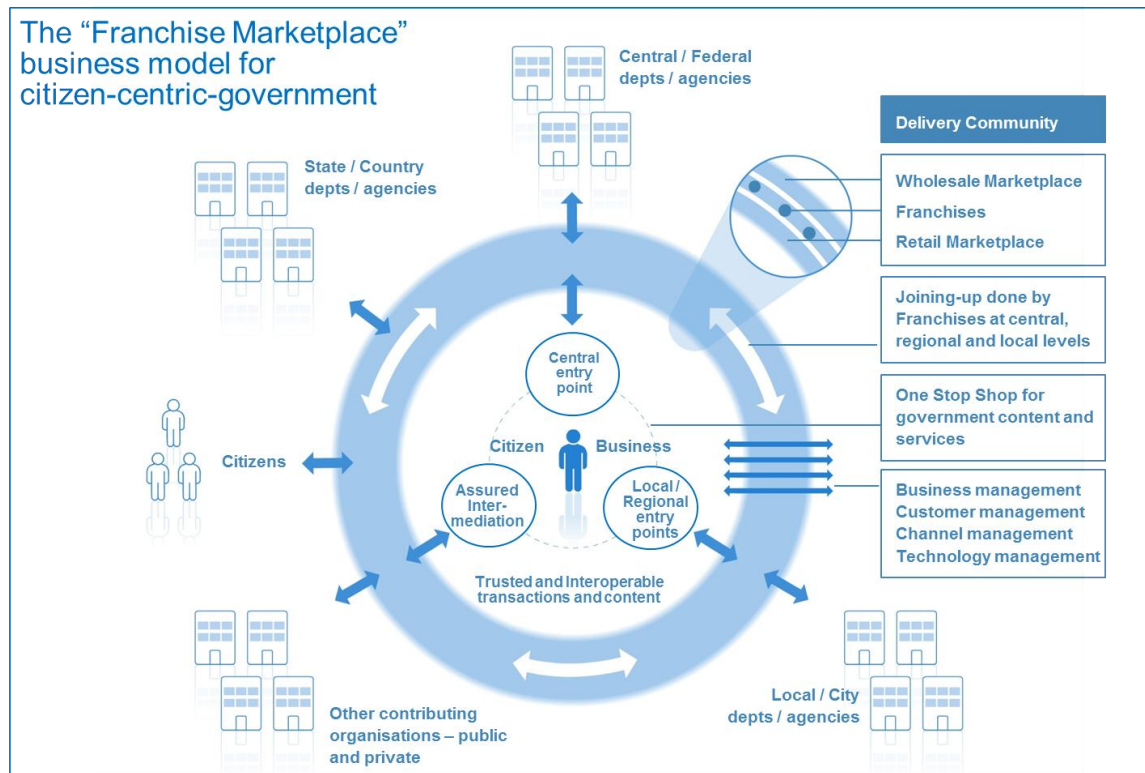 The “Franchise Marketplace”
business model for
citizen-centric-government
Central / Federal
depts / agencies
State / Country
depts / agencies
Delivery Community
Wholesale Marketplace
Franchises
Retail Marketplace
Joining-up done by
Franchises at central,
regional and local levels
One Stop Shop for
government content and
services
Business management
Customer management
Channel management
Technology management
Central
entry
point
Citizen
Business
Citizens
Assured
Inter-
mediation
Local /
Regional
entry
points
Trusted and Interoperable
transactions and content
Other contributing
organisations – public
and private
Local / City
depts / agencies